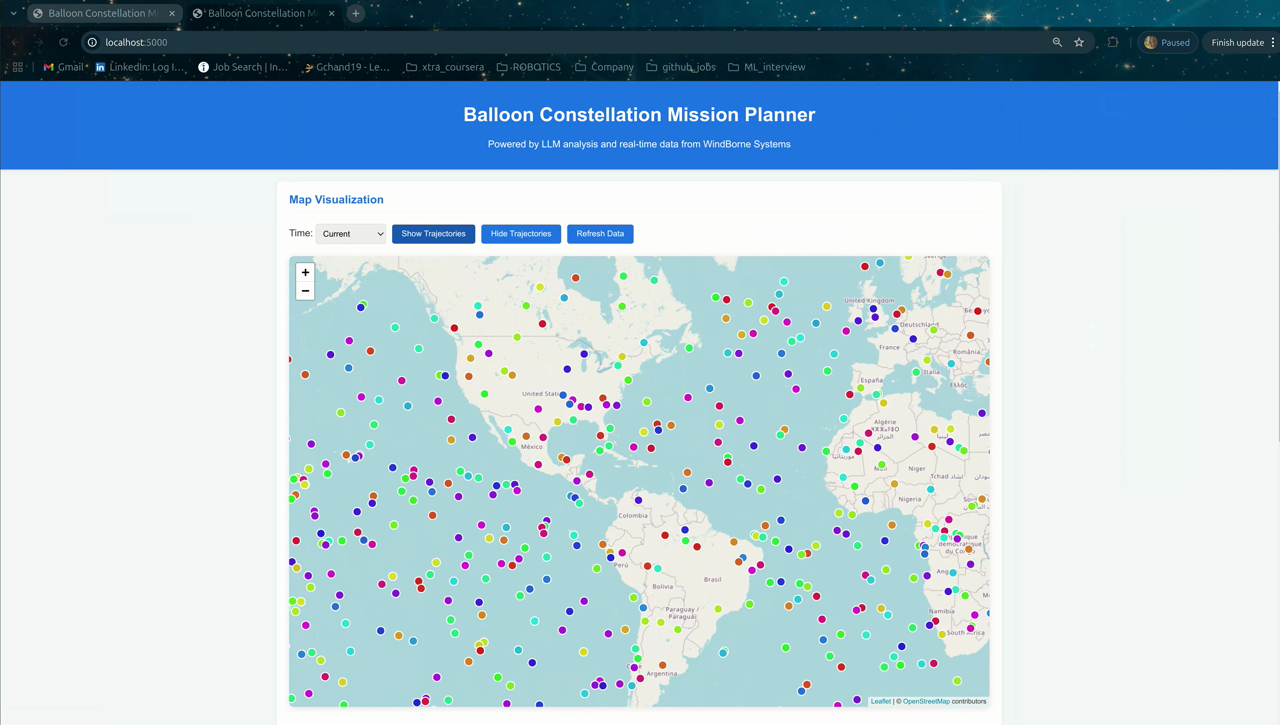 Balloon Constellation Mi
Balloon Constellation M
localhost:5000
Paused
Finish update
Gmail
LinkedIn: Log I...
Job Search | In...
Gchand19 - Le...
xtra_coursera
ROBOTICS
Company
github_jobs
ML_interview
Balloon Constellation Mission Planner
Powered by LLM analysis and real-time data from WindBorne Systems
Map Visualization
Time:
Current
Show Trajectories
Hide Trajectories
Refresh Data
+
−
United Kingdom
Deutschland
France
România
Italia
España
Ελλάς
United States
México
Algérie
الجزائر
Mali
Niger
Nigeria
Colombia
Perú
Brasil
Bolivia
Paraguay /
Paraguái
Argentina
Namibia
South Africa
Leaflet | © OpenStreetMap contributors